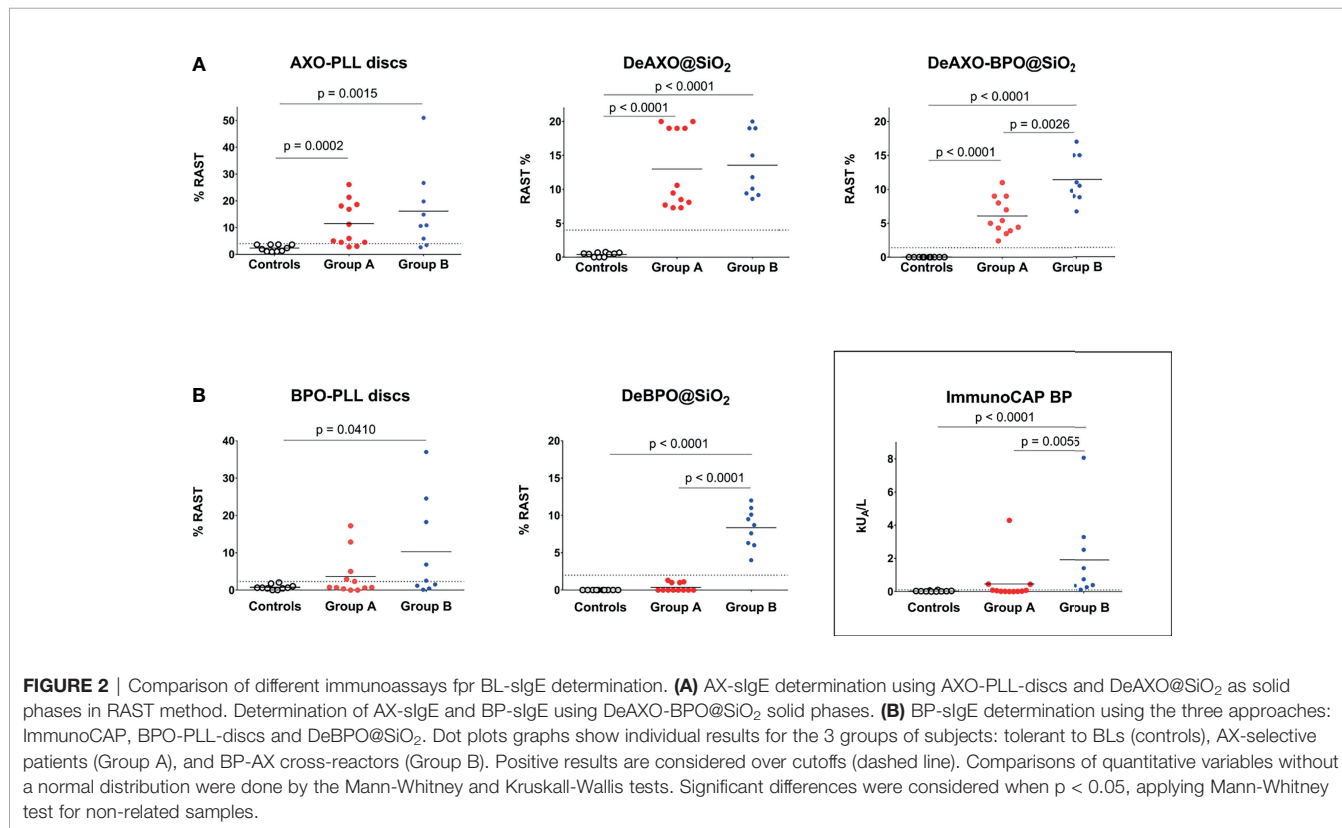 A
AXO-PLL discs
p = 0.0015
p = 0.0002
% RAST
50
40
30
20
10
0
Controls Group A Group B
DeAXO@SiO2
p < 0.0001
p < 0.0001
RAST %
20
15
10
5
0
Controls Group A Group B
DeAXO-BPO@SiO2
p < 0.0001
p = 0.0026
p < 0.0001
RAST %
20
15
10
5
0
Controls Group A Group B
B
BPO-PLL discs
p = 0.0410
% RAST
40
30
20
10
0
Controls Group A Group B
DeBPO@SiO2
p < 0.0001
p < 0.0001
% RAST
20
15
10
5
0
Controls Group A Group B
ImmunoCAP BP
p < 0.0001
p = 0.0055
kUA/L
8
6
4
2
0
Controls Group A Group B
FIGURE 2 | Comparison of different immunoassays fpr BL-sIgE determination. (A) AX-sIgE determination using AXO-PLL-discs and DeAXO@SiO2 as solid
phases in RAST method. Determination of AX-sIgE and BP-sIgE using DeAXO-BPO@SiO2 solid phases. (B) BP-sIgE determination using the three approaches:
ImmunoCAP, BPO-PLL-discs and DeBPO@SiO2. Dot plots graphs show individual results for the 3 groups of subjects: tolerant to BLs (controls), AX-selective
patients (Group A), and BP-AX cross-reactors (Group B). Positive results are considered over cutoffs (dashed line). Comparisons of quantitative variables without
a normal distribution were done by the Mann-Whitney and Kruskall-Wallis tests. Significant differences were considered when p < 0.05, applying Mann-Whitney
test for non-related samples.